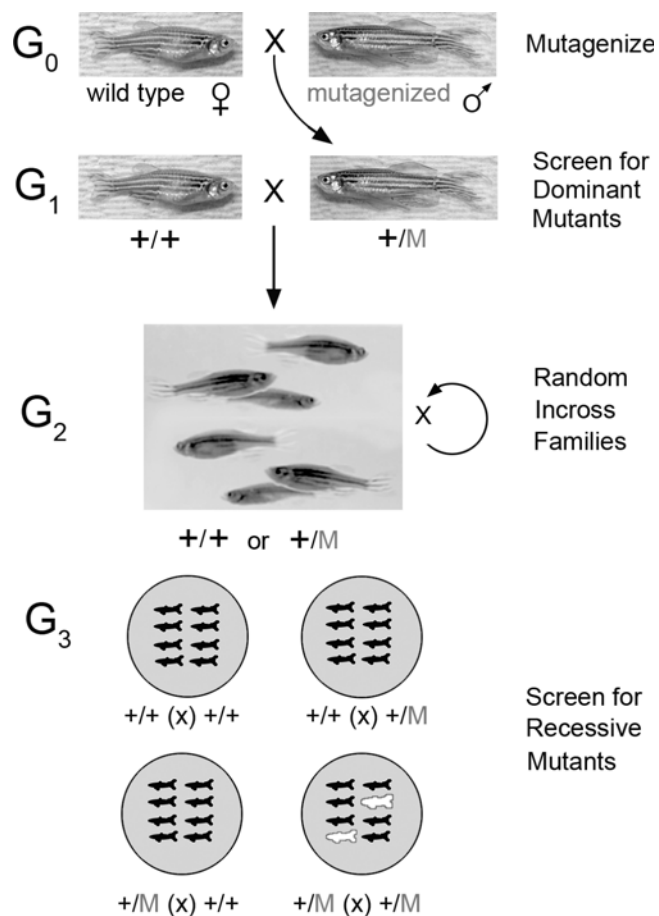 G0
X
Mutagenize
wild type ♀
mutagenized ♂
G1
X
Screen for
Dominant
Mutants
+/+
+/M
G2
X
Random
Incross
Families
+/+ or +/M
G3
+/+ (x) +/+
+/+ (x) +/M
Screen for
Recessive
Mutants
+/M (x) +/+
+/M (x) +/M